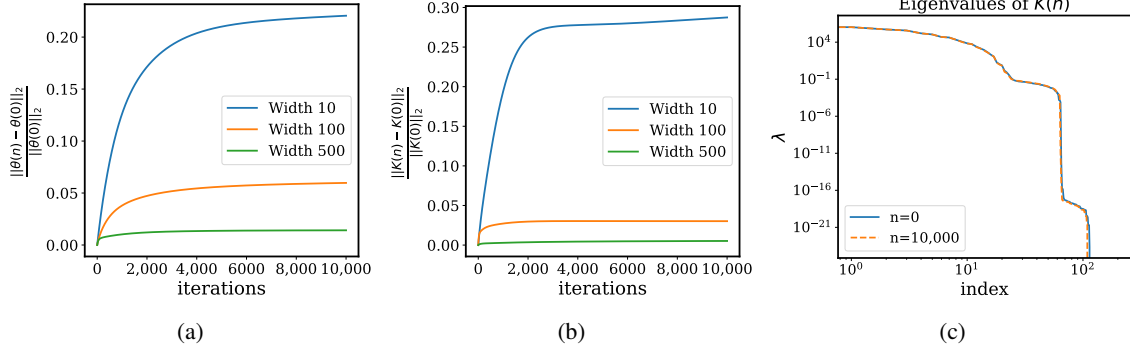 0.20
0.15
0.10
0.05
0.00
||θ(n) − θ(0)||₂
||θ(0)||₂
Width 10
Width 100
Width 500
0 2,000 4,000 6,000 8,000 10,000
iterations
(a)
0.30
0.25
0.20
0.15
0.10
0.05
0.00
||K(n) − K(0)||₂
||K(0)||₂
Width 10
Width 100
Width 500
0 2,000 4,000 6,000 8,000 10,000
iterations
(b)
Eigenvalues of K(n)
10⁴
10⁻¹
10⁻⁶
10⁻¹¹
10⁻¹⁶
10⁻²¹
λ
n=0
n=10,000
10⁰ 10¹ 10²
index
(c)